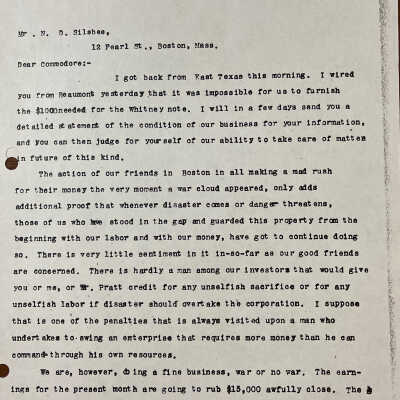 Mr . N. D. Silsbee,
12 Pearl St., Boston, Mass.
Dear Commodore:-
I got back from East Texas this morning. I wired
you from Beaumont yesterday that it was impossible for us to furnish
the $1000needed for the Whitney note. I will in a few days send you a
detailed statement of the condition of our business for your information,
and you can then judge for yourself of our ability to take care of matters
in future of this kind.
The action of our friends in Boston in all making a mad rush
for their money the very moment a war cloud appeared, only adds
additional proof that whenever disaster comes or danger threatens,
those of us who have stood in the gap and guarded this property from the
beginning with our labor and with our money, have got to continue doing
so. There is very little sentiment in it in-so-far as our good friends
are concerned. There is hardly a man among our investors that would give
you or me, or Mr. Pratt credit for any unselfish sacrifice or for any
unselfish labor if disaster should overtake the corporation. I suppose
that is one of the penalties that is always visited upon a man who
undertakes to swing an enterprise that requires more money than he can
command through his own resources.
We are, however, doing a fine business, war or no war. The earn-
ings for the present month are going to rub $15,000 awfully close. The